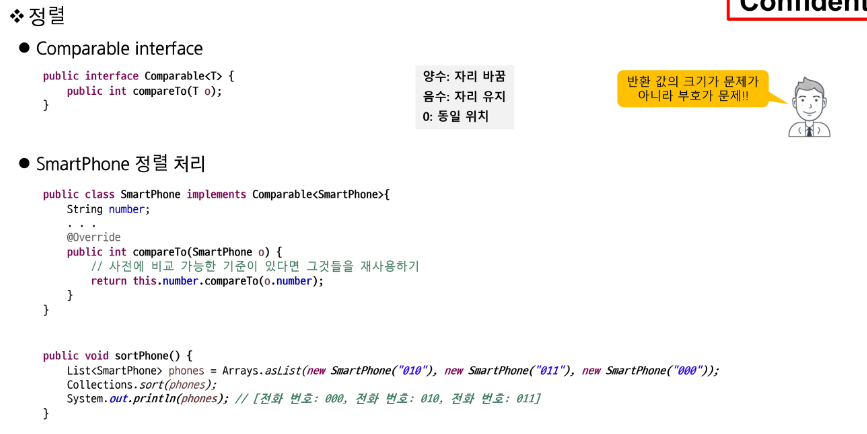 ❖ 정렬
Confident
● Comparable interface
public interface Comparable<T> {
    public int compareTo(T o);
}
양수: 자리 바꿈
음수: 자리 유지
0: 동일 위치
반환 값의 크기가 문제가
아니라 부호가 문제!!
● SmartPhone 정렬 처리
public class SmartPhone implements Comparable<SmartPhone>{
    String number;
    . . .
    @Override
    public int compareTo(SmartPhone o) {
        // 사전에 비교 가능한 기준이 있다면 그것들을 재사용하기
        return this.number.compareTo(o.number);
    }
}
public void sortPhone() {
    List<SmartPhone> phones = Arrays.asList(new SmartPhone("010"), new SmartPhone("011"), new SmartPhone("000"));
    Collections.sort(phones);
    System.out.println(phones); // [전화 번호: 000, 전화 번호: 010, 전화 번호: 011]
}